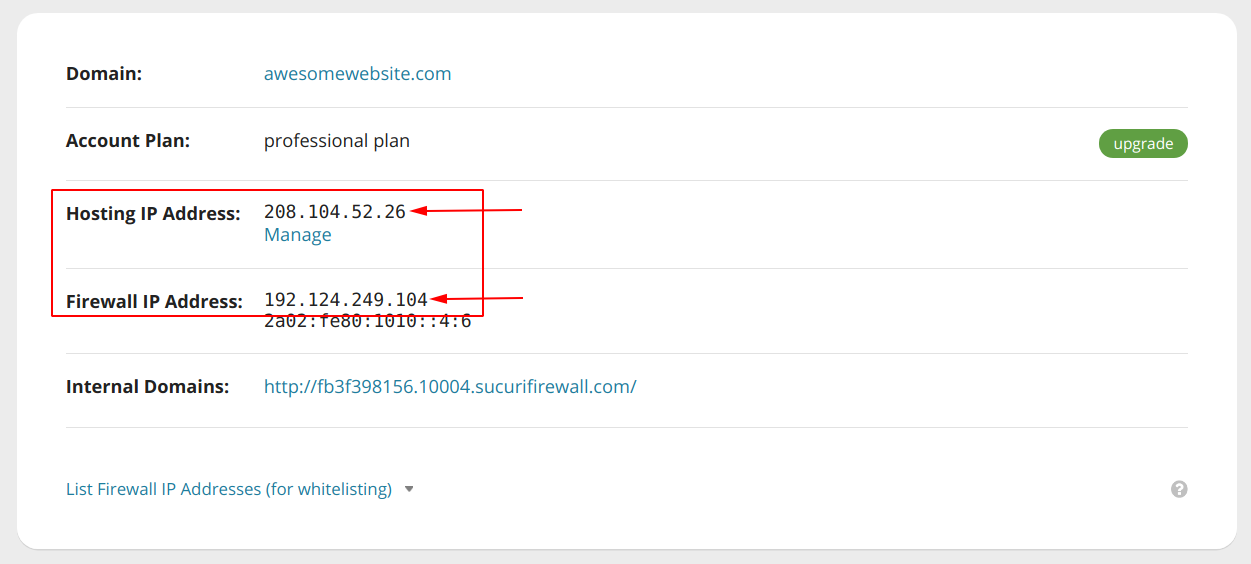 Domain: awesomewebsite.com
Account Plan: professional plan upgrade
Hosting IP Address: 208.104.52.26
Manage
Firewall IP Address: 192.124.249.104
2a02:fe80:1010::4:6
Internal Domains: http://fb3f398156.10004.sucurifirewall.com/
List Firewall IP Addresses (for whitelisting) ?